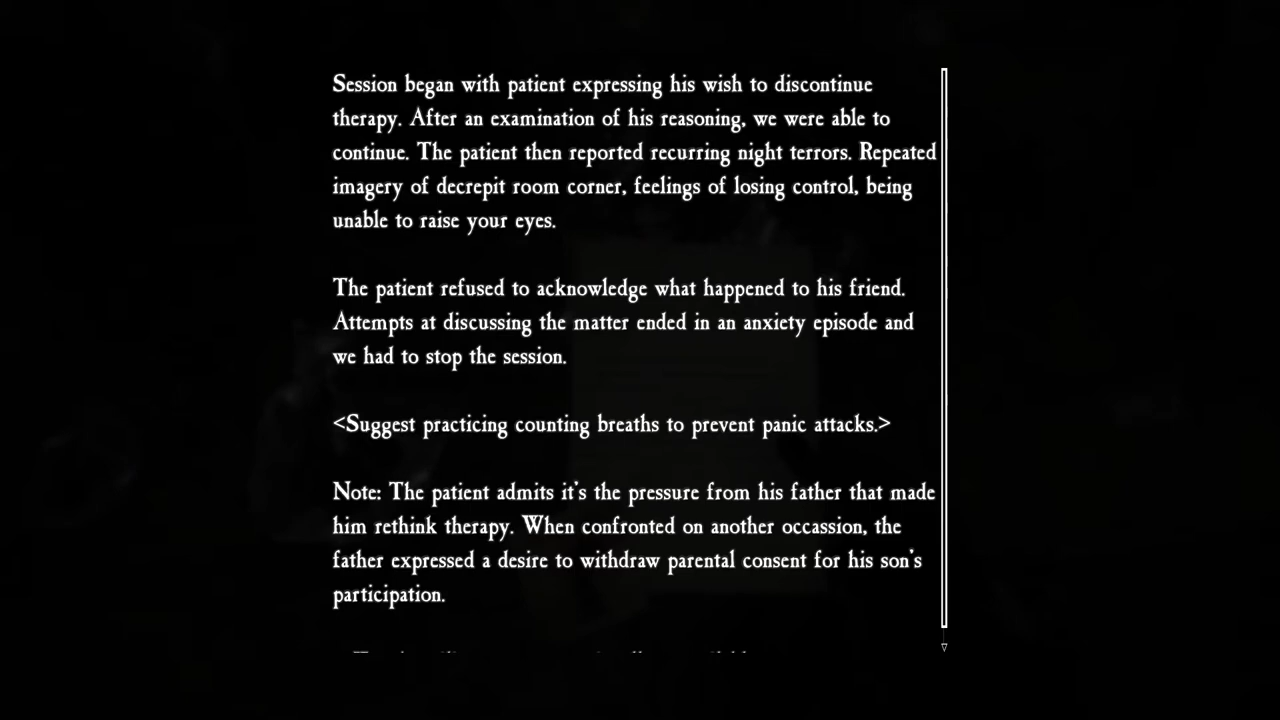 Session began with patient expressing his wish to discontinue
therapy. After an examination of his reasoning, we were able to
continue. The patient then reported recurring night terrors. Repeated
imagery of decrepit room corner, feelings of losing control, being
unable to raise your eyes.
The patient refused to acknowledge what happened to his friend.
Attempts at discussing the matter ended in an anxiety episode and
we had to stop the session.
<Suggest practicing counting breaths to prevent panic attacks.>
Note: The patient admits it's the pressure from his father that made
him rethink therapy. When confronted on another occassion, the
father expressed a desire to withdraw parental consent for his son's
participation.